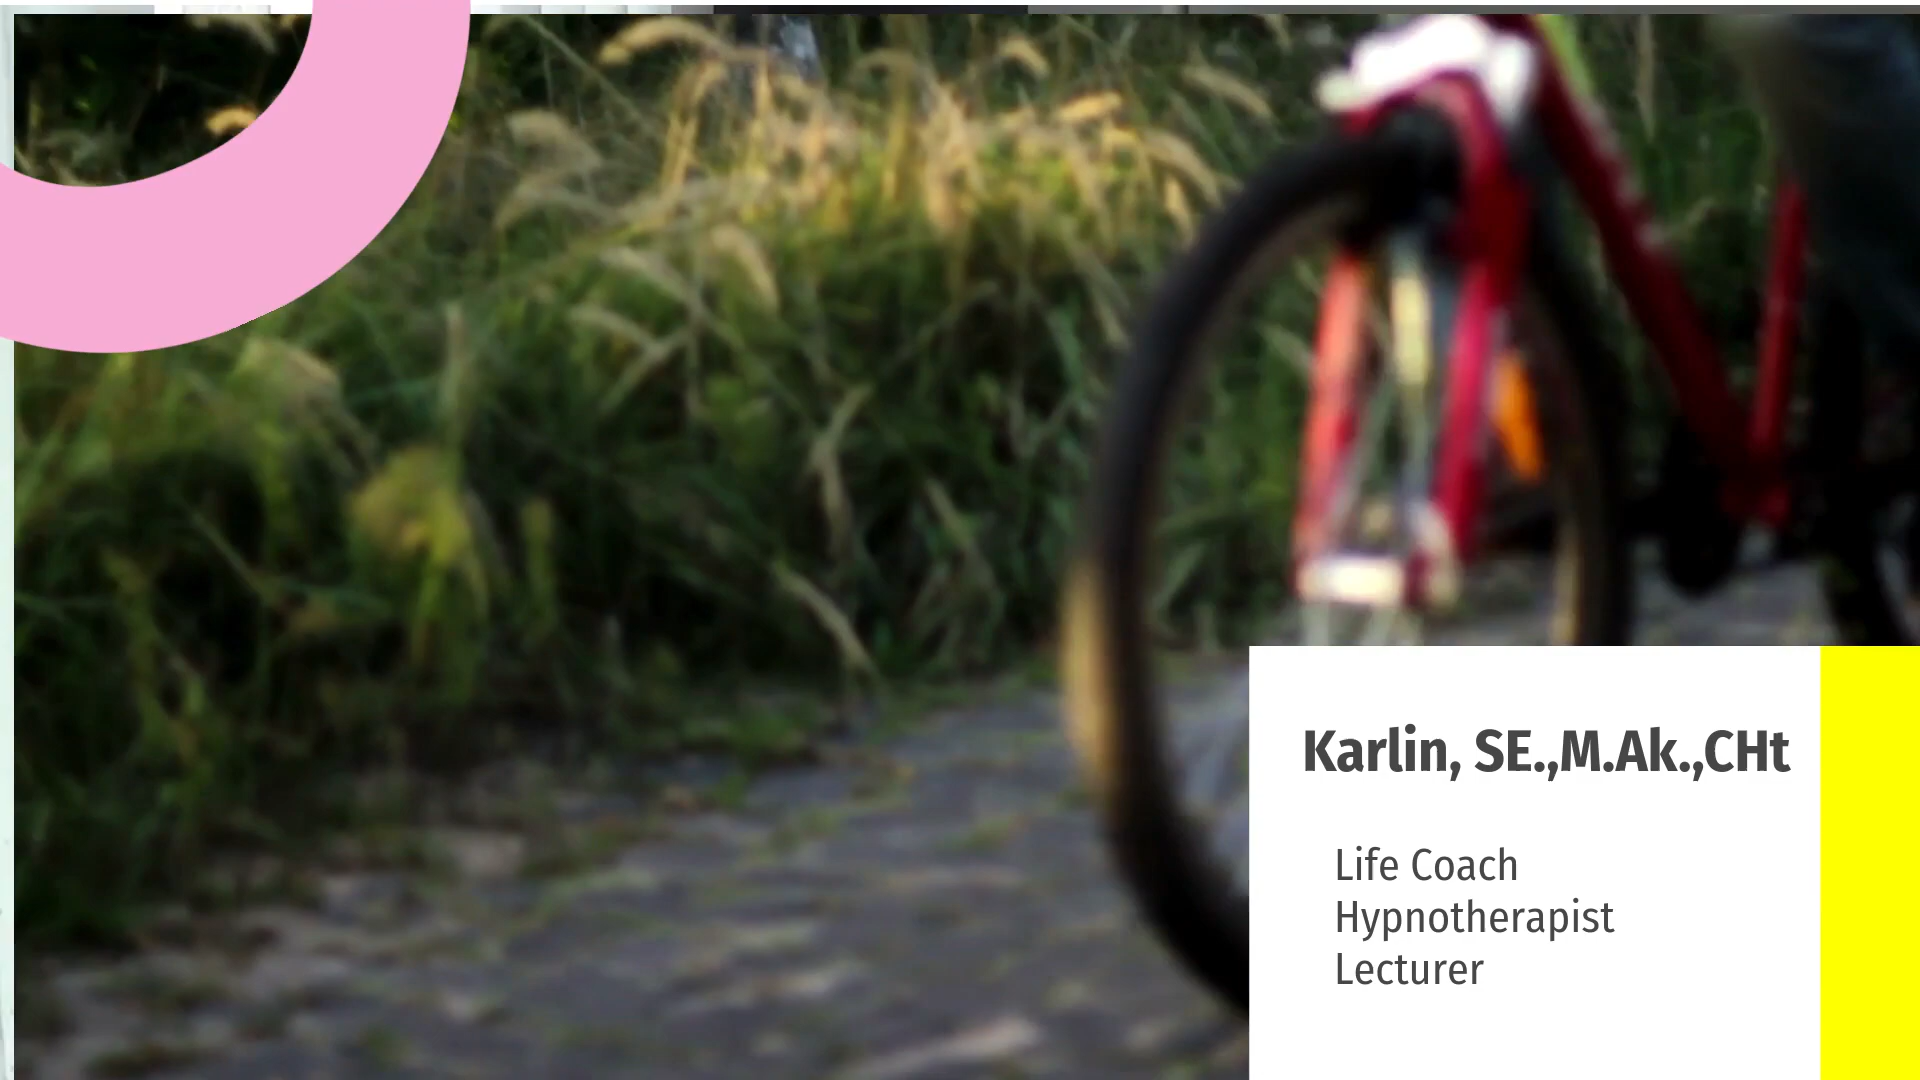 Karlin, SE.,M.Ak.,CHt
Life Coach
Hypnotherapist
Lecturer